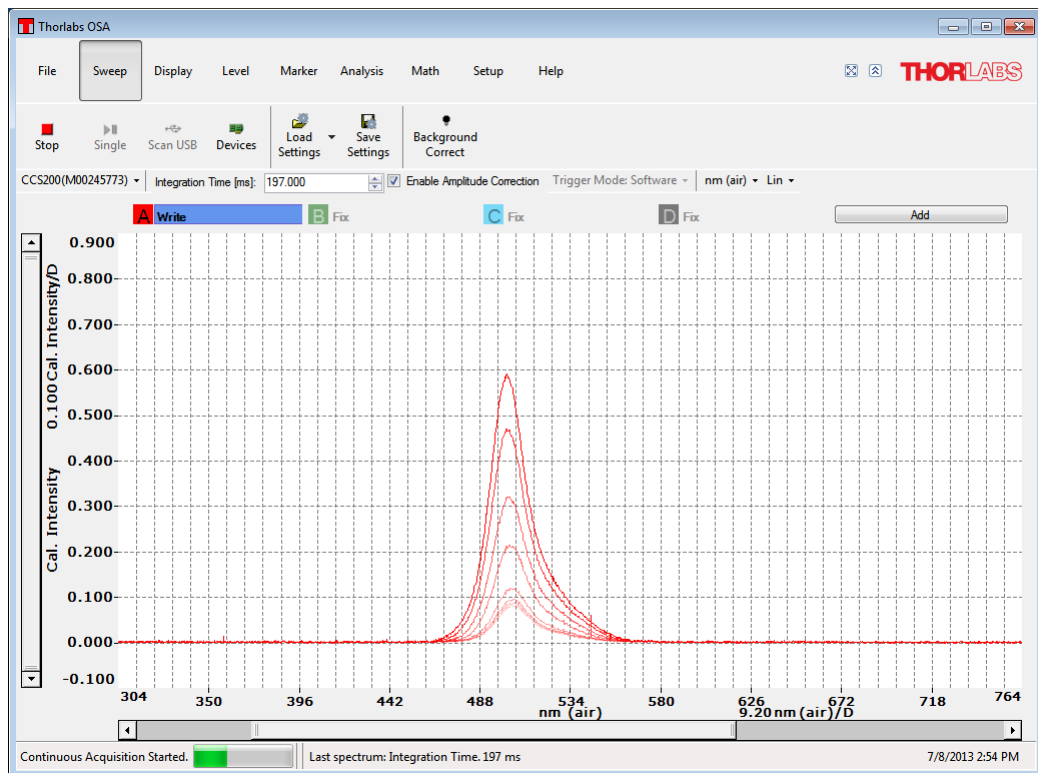 Thorlabs OSA
File Sweep Display Level Marker Analysis Math Setup Help THORLABS
Stop Single Scan USB Devices Load Settings Save Settings Background Correct
CCS200(M00245773) Integration Time [ms]: 197.000 Enable Amplitude Correction Trigger Mode: Software nm (air) Lin
A Write B Fix C Fix D Fix Add
0.900
0.800
0.700
0.600
0.500
0.400
0.300
0.200
0.100
0.000
-0.100
0.100 Cal. Intensity/D
Cal. Intensity
304 350 396 442 488 534 580 626 672 718 764
nm (air) 9.20 nm (air)/D
Continuous Acquisition Started. Last spectrum: Integration Time. 197 ms 7/8/2013 2:54 PM